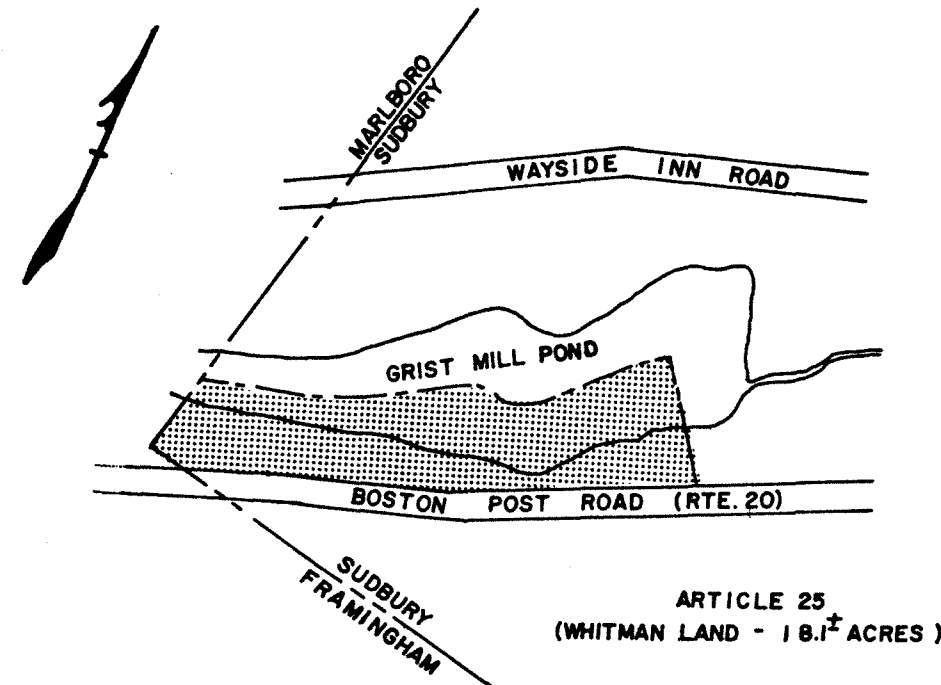 MARLBORO
SUDBURY
WAYSIDE INN ROAD
GRIST MILL POND
BOSTON POST ROAD (RTE. 20)
SUDBURY
FRAMINGHAM
ARTICLE 25
(WHITMAN LAND - 18.1± ACRES)